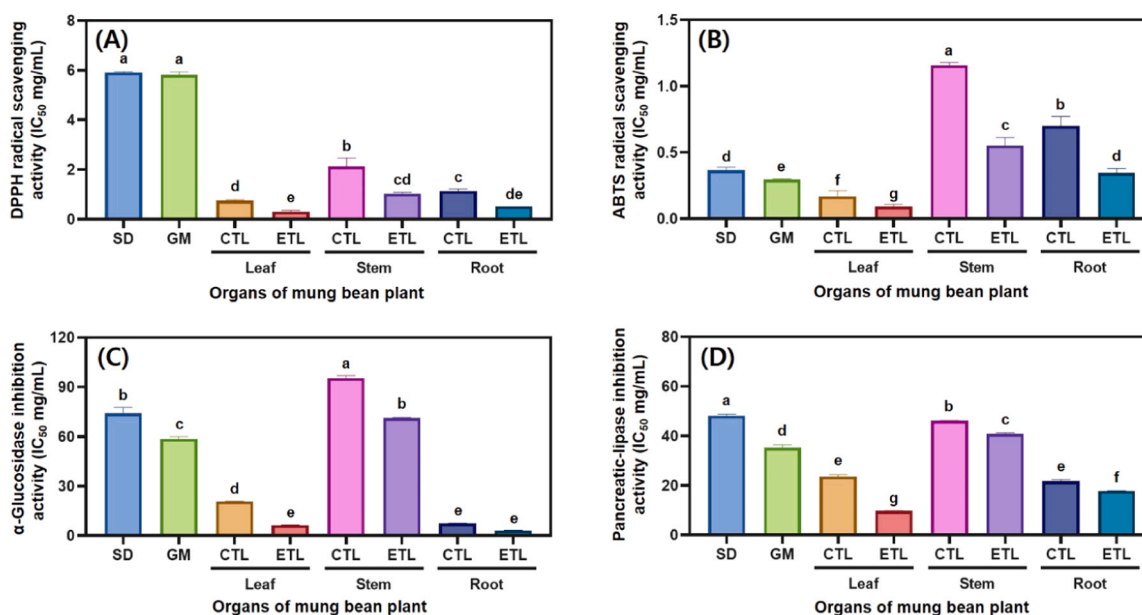 (A)
DPPH radical scavenging
activity (IC50 mg/mL)
8
6
4
2
0
a a d e b cd c de
SD GM CTL ETL CTL ETL CTL ETL
Leaf Stem Root
Organs of mung bean plant
(B)
ABTS radical scavenging
activity (IC50 mg/mL)
1.5
1.0
0.5
0.0
d e f g a c b d
SD GM CTL ETL CTL ETL CTL ETL
Leaf Stem Root
Organs of mung bean plant
(C)
α-Glucosidase inhibition
activity (IC50 mg/mL)
120
90
60
30
0
b c d e a b e e
SD GM CTL ETL CTL ETL CTL ETL
Leaf Stem Root
Organs of mung bean plant
(D)
Pancreatic-lipase inhibition
activity (IC50 mg/mL)
80
60
40
20
0
a d e g b c e f
SD GM CTL ETL CTL ETL CTL ETL
Leaf Stem Root
Organs of mung bean plant